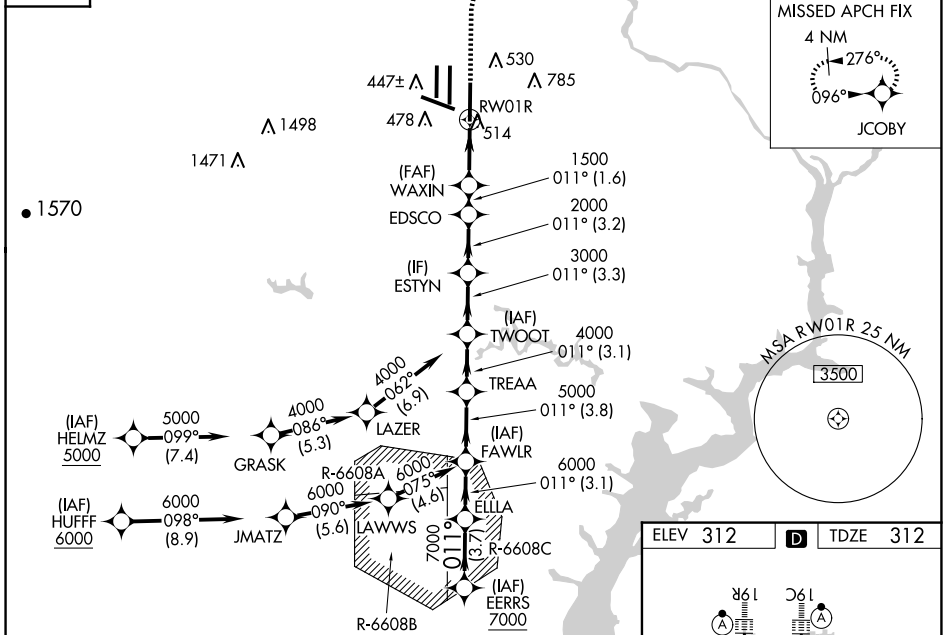 MISSED APCH FIX
4 NM
276°
096°
JCOBY
530
785
447±
478
RW01R
514
1498
1471
1570
(FAF)
WAXIN
1500
011° (1.6)
EDSCO
2000
011° (3.2)
(IF)
ESTYN
3000
011° (3.3)
(IAF)
TWOOT
4000
011° (3.1)
TREAA
5000
011° (3.8)
MSA RW01R 25 NM
3500
(IAF)
HELMZ
5000
5000
099°
(7.4)
GRASK
4000
086°
(5.3)
LAZER
4000
062°
(6.9)
(IAF)
FAWLR
6000
011° (3.1)
(IAF)
HUFFF
6000
6000
098°
(8.9)
JMATZ
6000
090°
(5.6)
LAWWS
6000
075°
(4.6)
R-6608A
ELLLA
7000
011°
(3.7)
R-6608C
(IAF)
EERRS
7000
R-6608B
ELEV 312
D
TDZE 312
19R
19C
A
A